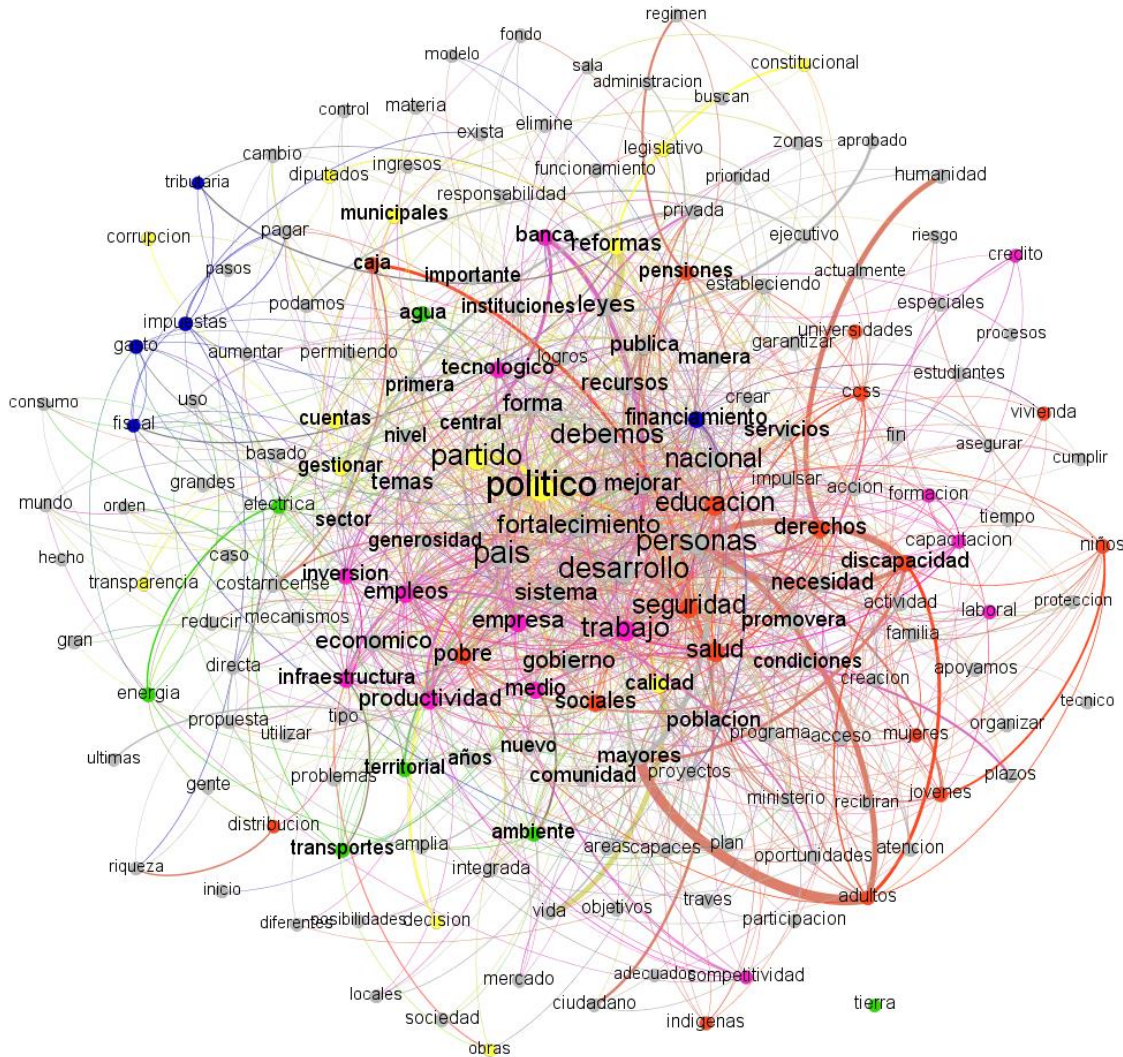 regimen
fondo
modelo
constitucional
sala
administracion
buscan
control
materia
exista
elimine
legislativo
zonas
aprobado
cambio
diputados
ingresos
funcionamiento
prioridad
humanidad
tributaria
responsabilidad
municipales
privada
corrupcion
pagar
banca
reformas
ejecutivo
riesgo
credito
pasos
caja
importante
pensiones
actualmente
estableciendo
especiales
podamos
agua
instituciones
leyes
universidades
procesos
impuestas
gasto
aumentar
permitiendo
tecnologico
logros
publica
manera
garantizar
estudiantes
consumo
uso
primera
forma
recursos
crear
ccss
fiscal
cuentas
central
financiamiento
servicios
vivienda
basado
nivel
debemos
fin
asegurar
grandes
gestionar
temas
partido
nacional
cumplir
mundo
orden
electrica
politico
mejorar
impulsar
accion
formacion
sector
fortalecimiento
educacion
derechos
tiempo
hecho
caso
generosidad
pais
personas
capacitacion
niños
transparencia
costarricense
inversion
desarrollo
discapacidad
necesidad
mecanismos
empleos
sistema
actividad
proteccion
reducir
seguridad
laboral
gran
economico
empresa
trabajo
promovera
familia
directa
pobre
gobierno
salud
condiciones
apoyamos
energia
infraestructura
productividad
medio
calidad
creacion
sociales
tecnico
propuesta
tipo
poblacion
organizar
utilizar
programa
acceso
mujeres
ultimas
nuevo
años
mayores
territorial
comunidad
proyectos
plazos
gente
problemas
ministerio
recibiran
jovenes
distribucion
ambiente
transportes
amplia
areas
capaces
plan
oportunidades
atencion
riqueza
integrada
inicio
adultos
vida
objetivos
traves
diferentes
posibilidades
decision
participacion
mercado
adecuados
competitividad
locales
ciudadano
tierra
sociedad
indigenas
obras